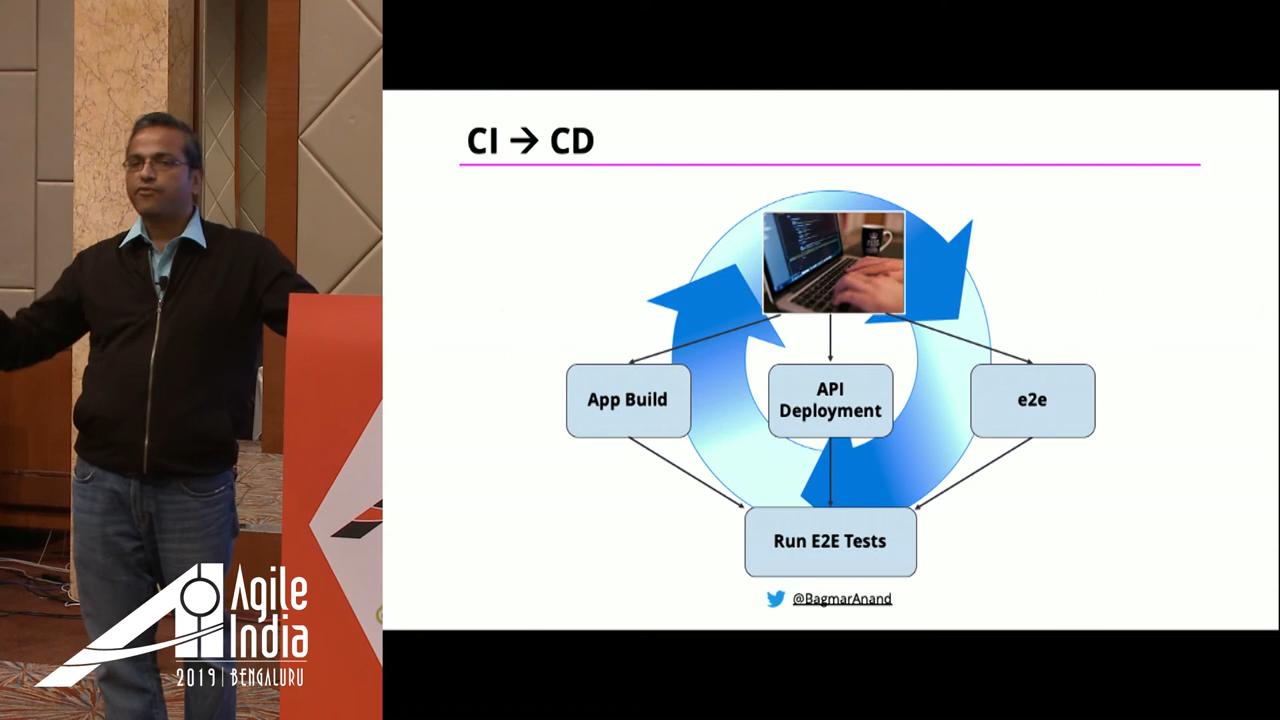 CI → CD
App Build
API
Deployment
e2e
Run E2E Tests
@BagmarAnand
Agile
India
2019 | BENGALURU